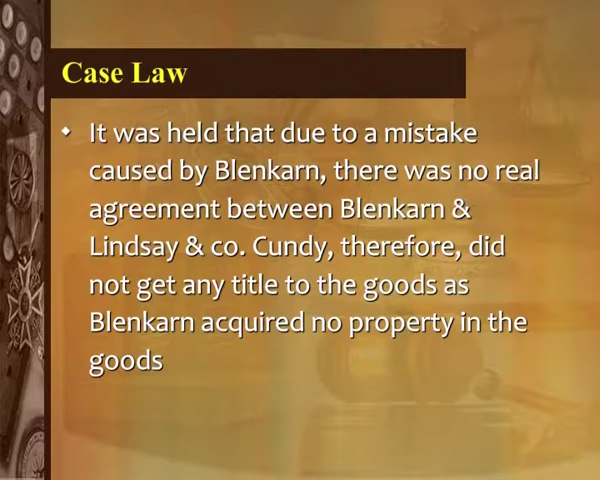 Case Law
It was held that due to a mistake
caused by Blenkarn, there was no real
agreement between Blenkarn &
Lindsay & co. Cundy, therefore, did
not get any title to the goods as
Blenkarn acquired no property in the
goods